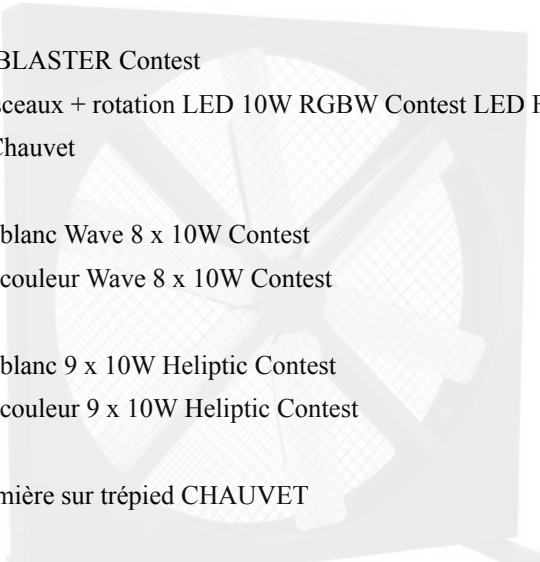 BLASTER Contest
sceaux + rotation LED 10W RGBW Contest LED F
Chauvet
blanc Wave 8 x 10W Contest
couleur Wave 8 x 10W Contest
blanc 9 x 10W Heliptic Contest
couleur 9 x 10W Heliptic Contest
mière sur trépied CHAUVET